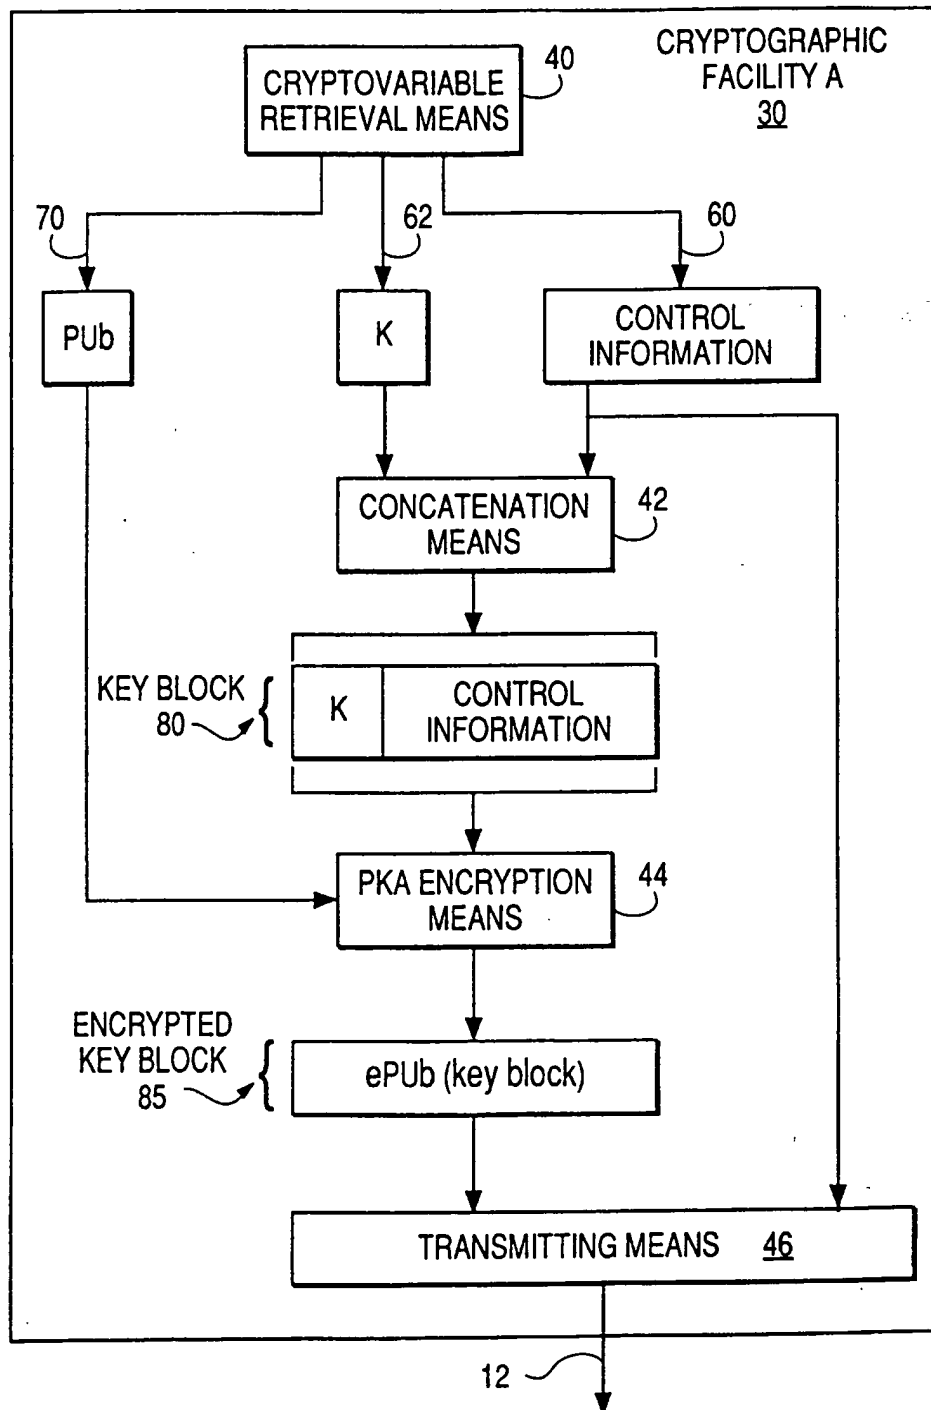 CRYPTOGRAPHIC
FACILITY A
30
CRYPTOVARIABLE
RETRIEVAL MEANS
40
70
62
60
PUb
K
CONTROL
INFORMATION
CONCATENATION
MEANS
42
KEY BLOCK
80
K
CONTROL
INFORMATION
PKA ENCRYPTION
MEANS
44
ENCRYPTED
KEY BLOCK
85
ePUb (key block)
TRANSMITTING MEANS 46
12